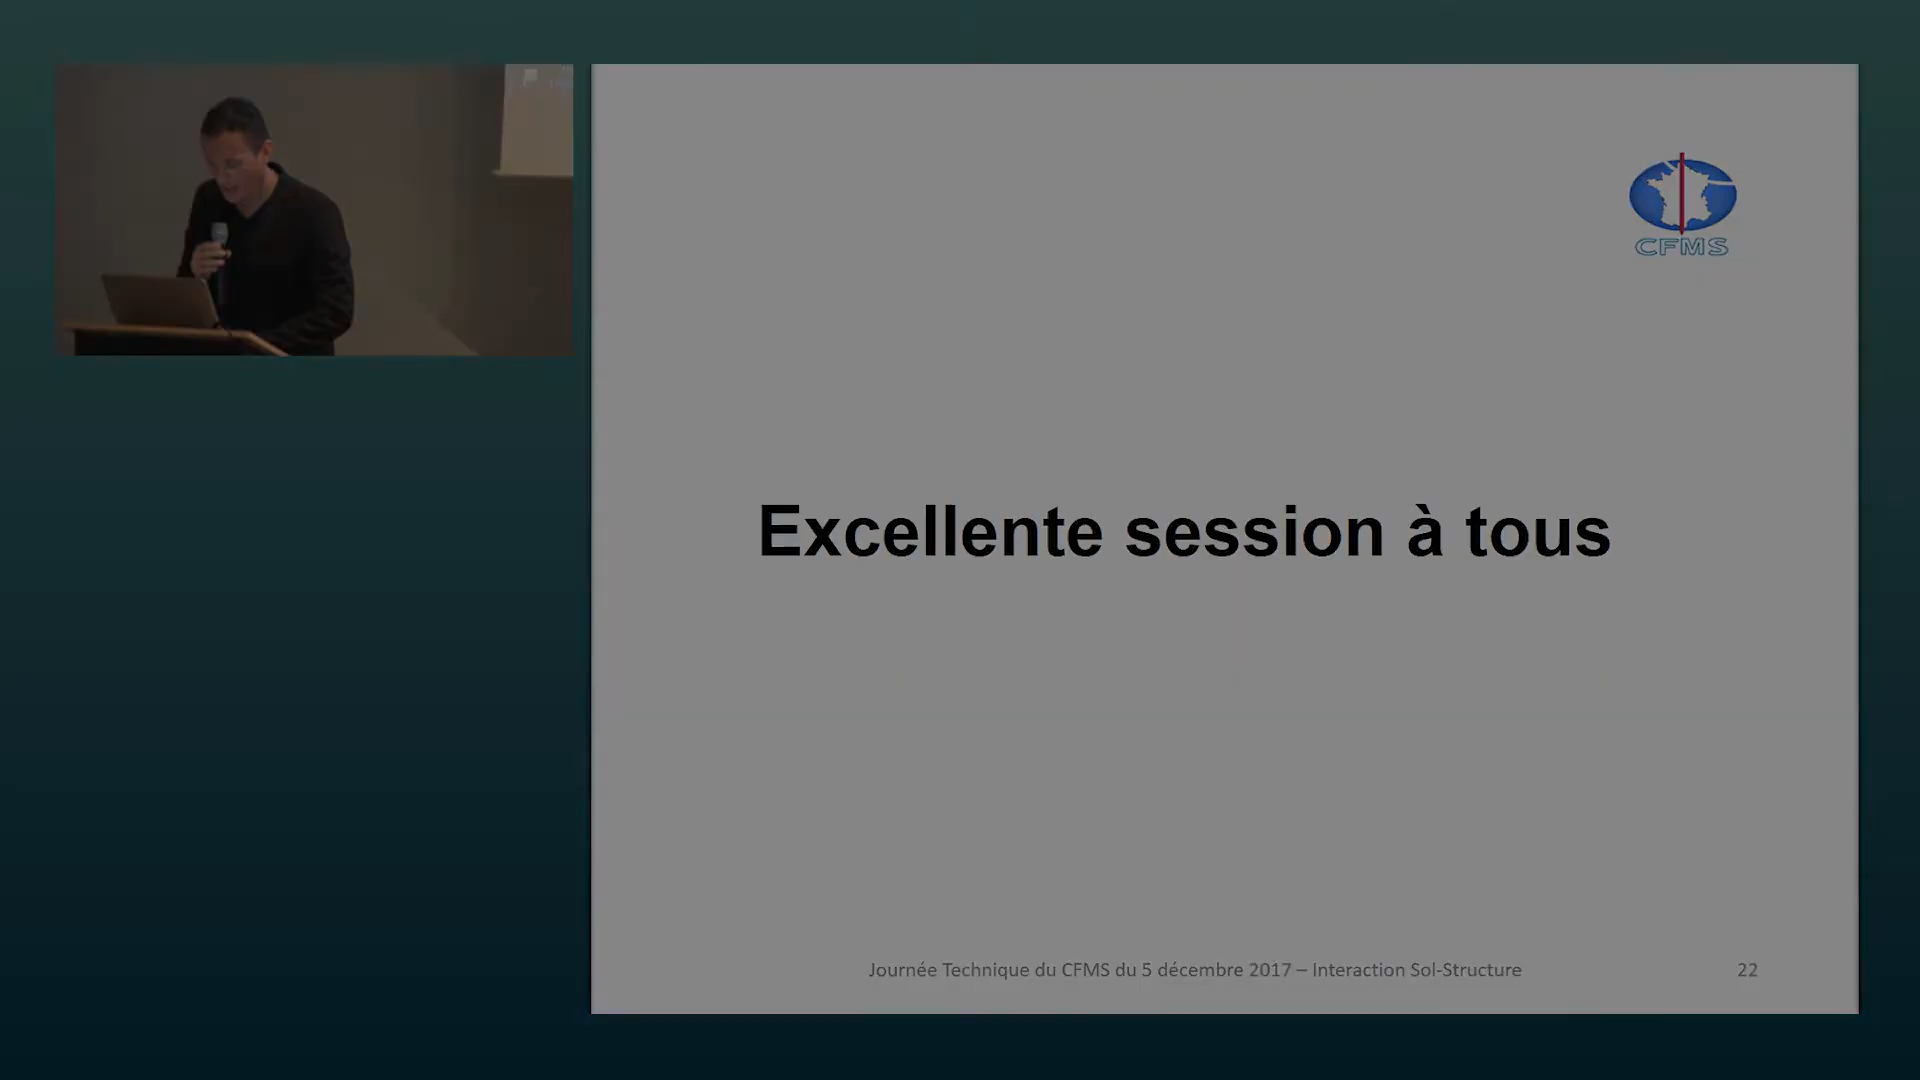 CFMS
Excellente session à tous
Journée Technique du CFMS du 5 décembre 2017 – Interaction Sol-Structure
22